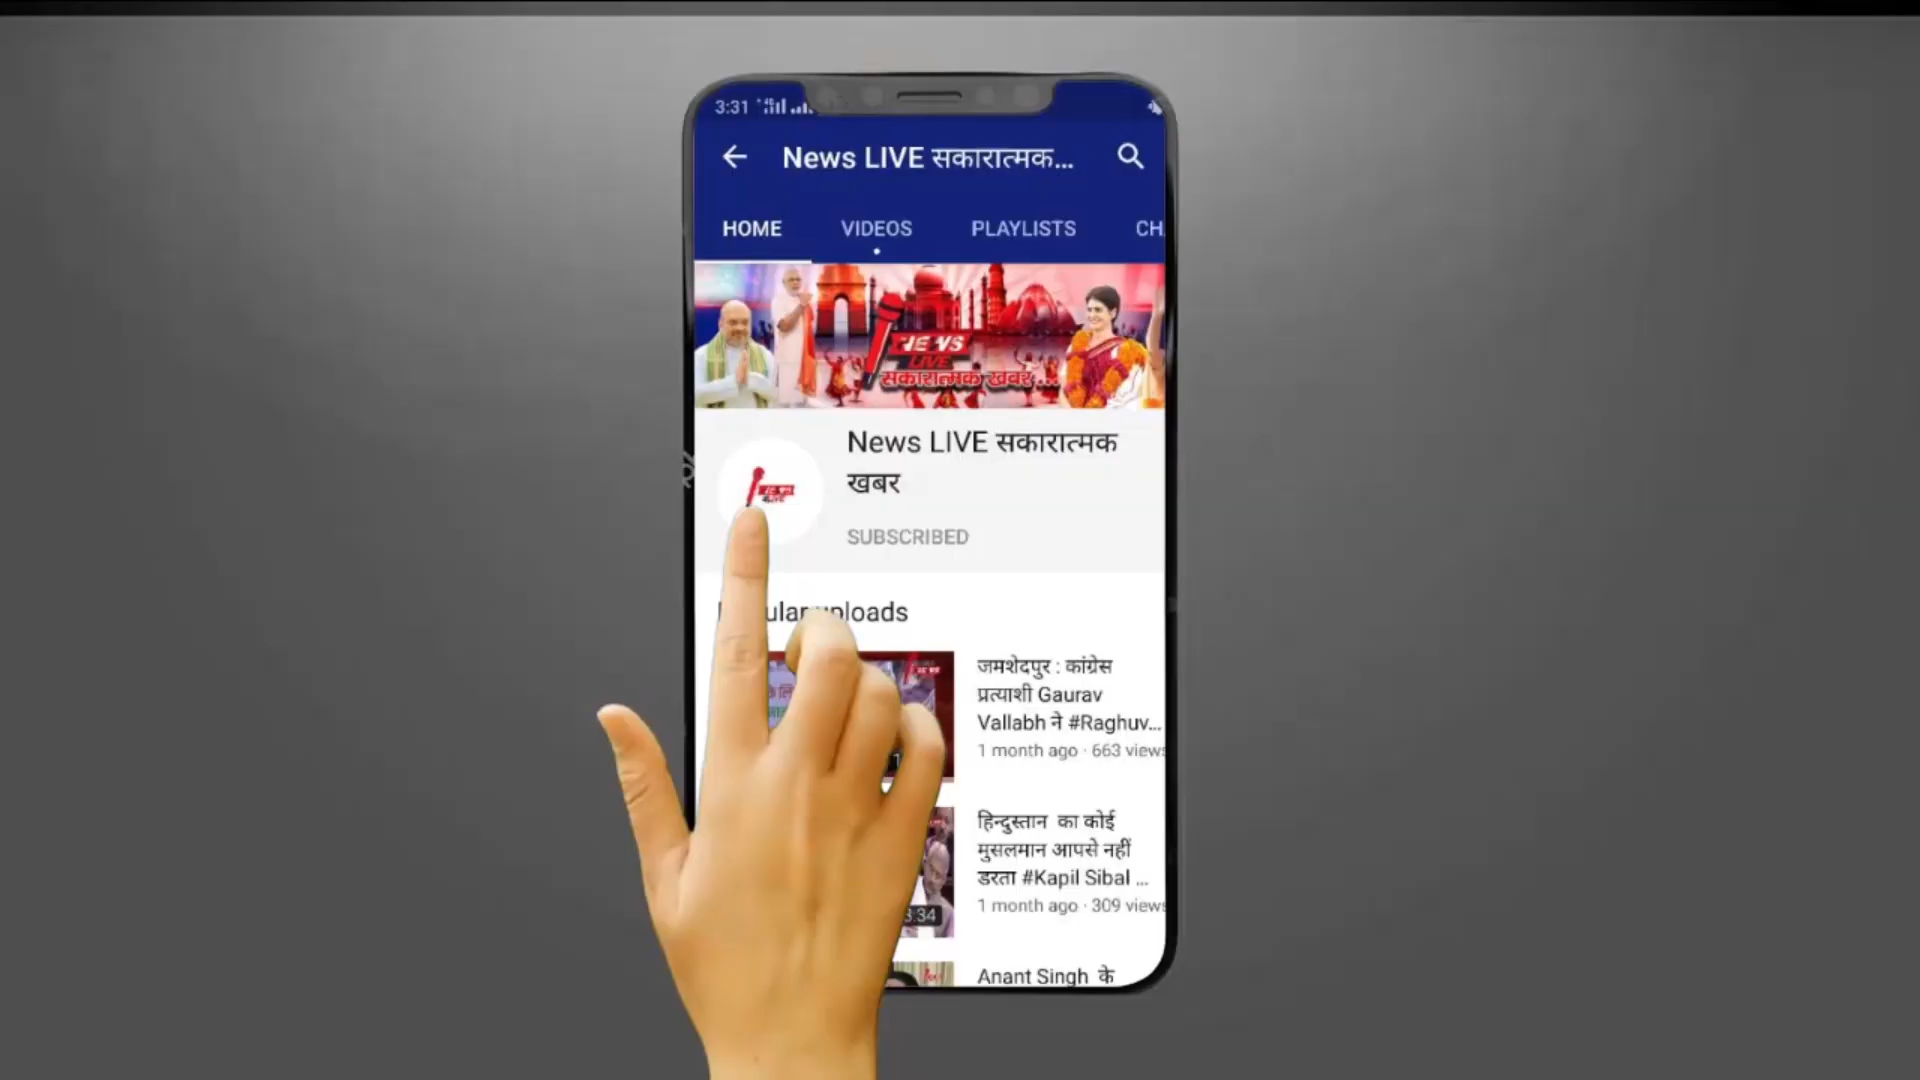 3:31
News LIVE सकारात्मक...
HOME VIDEOS PLAYLISTS CH
NEWS
LIVE
सकारात्मक खबर...
News LIVE सकारात्मक
खबर
SUBSCRIBED
uploads
जमशेदपुर : कांग्रेस
प्रत्याशी Gaurav
Vallabh ने #Raghuv...
1 month ago · 663 views
हिन्दुस्तान का कोई
मुसलमान आपसे नहीं
डरता #Kapil Sibal ...
1 month ago · 309 views
3:34
Anant Singh के